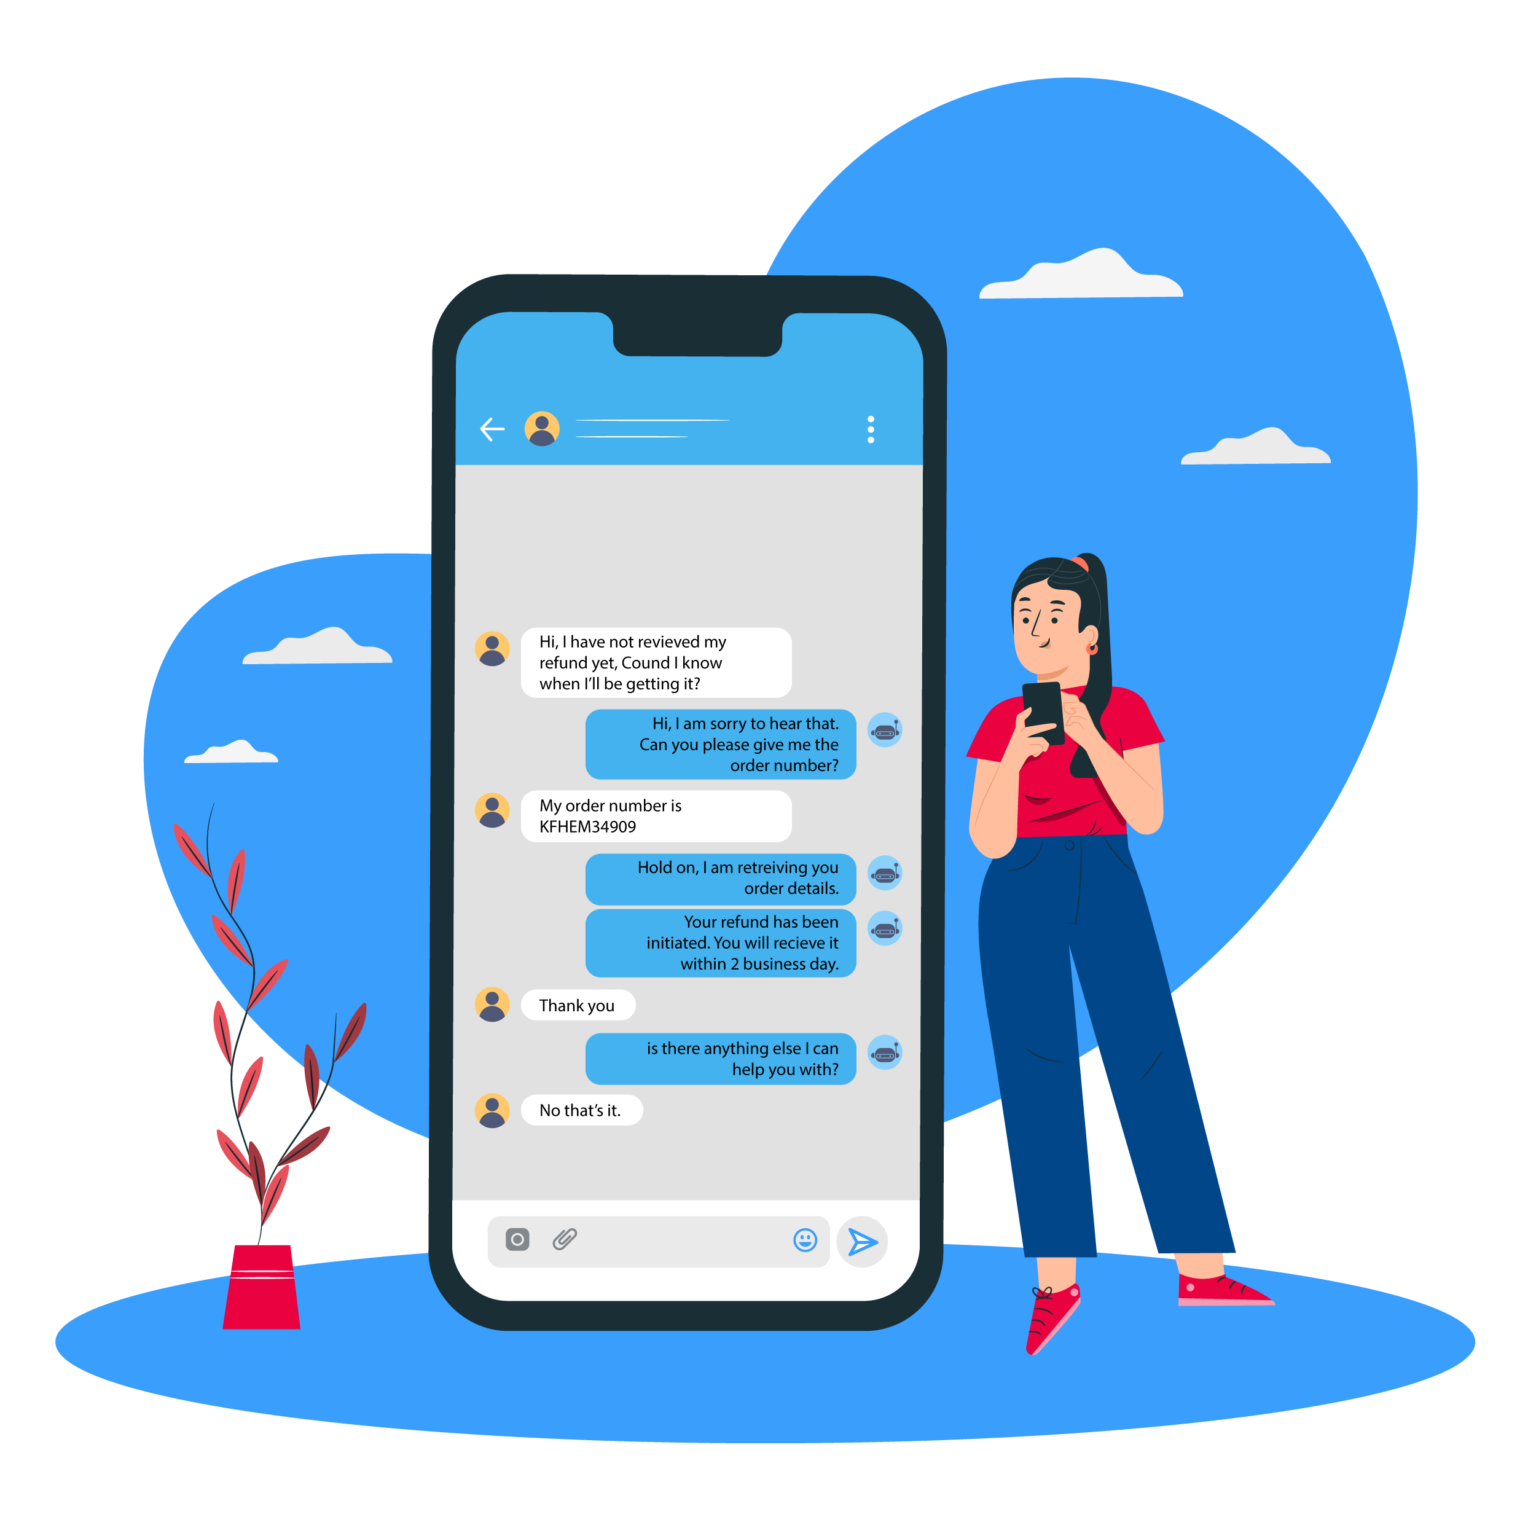 Hi, I have not revieved my
refund yet, Cound I know
when I'll be getting it?
Hi, I am sorry to hear that.
Can you please give me the
order number?
My order number is
KFHEM34909
Hold on, I am retreiving you
order details.
Your refund has been
initiated. You will recieve it
within 2 business day.
Thank you
is there anything else I can
help you with?
No that's it.